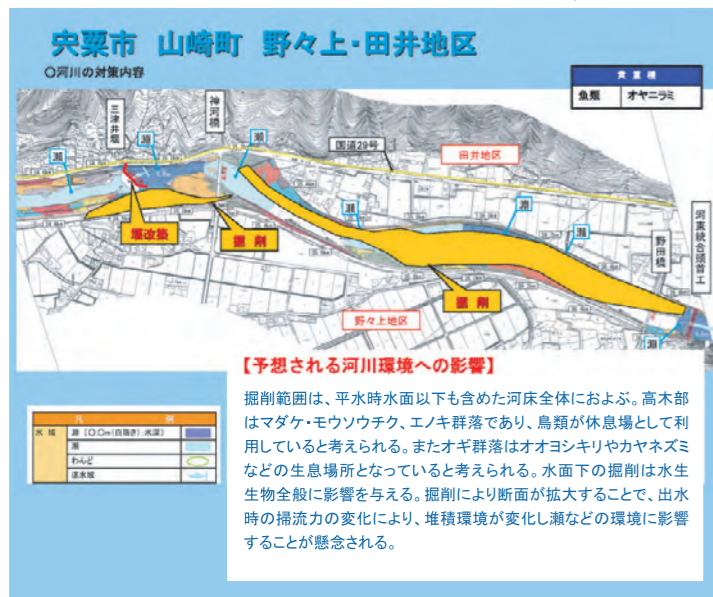 宍粟市 山崎町 野々上・田井地区
○河川の対策内容
貴重種
魚類 オヤニラミ
三津井堰
神河橋
瀬
淵
瀬
国道29号
田井地区
堰改築
掘削
瀬
淵
瀬
野田橋
河東統合頭首工
掘削
野々上地区
淵
【予想される河川環境への影響】
掘削範囲は、平水時水面以下も含めた河床全体におよぶ。高木部
はマダケ・モウソウチク、エノキ群落であり、鳥類が休息場として利
用していると考えられる。またオギ群落はオオヨシキリやカヤネズミ
などの生息場所となっていると考えられる。水面下の掘削は水生
生物全般に影響を与える。掘削により断面が拡大することで、出水
時の掃流力の変化により、堆積環境が変化し瀬などの環境に影響
することが懸念される。
凡 例
水域
わんど